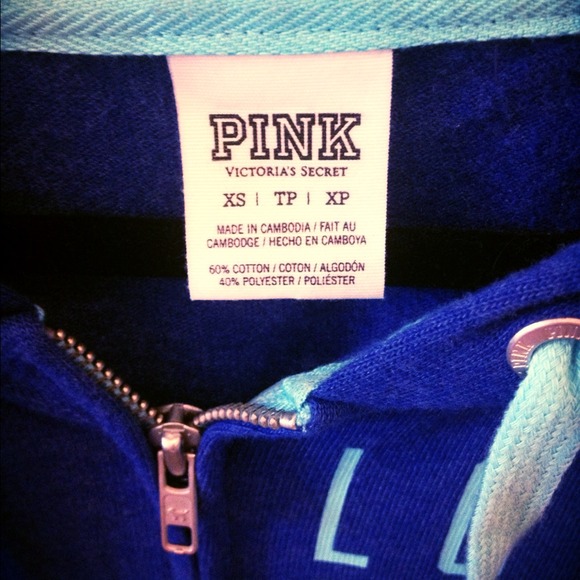 PINK
VICTORIA'S SECRET
XS | TP | XP
MADE IN CAMBODIA / FAIT AU
CAMBODGE / HECHO EN CAMBOYA
60% COTTON / COTON / ALGODÓN
40% POLYESTER / POLIÉSTER
PINK
L